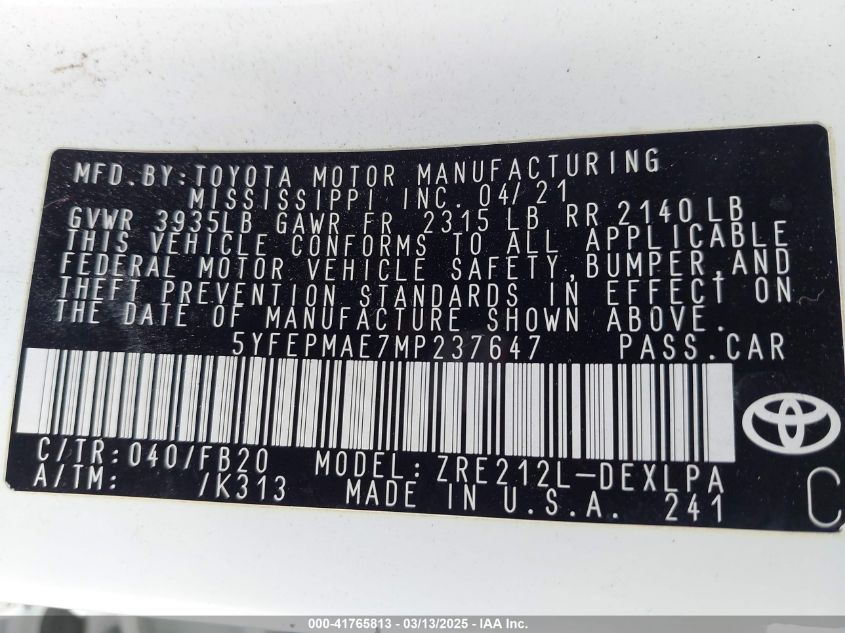 MFD.BY:TOYOTA MOTOR MANUFACTURING
MISSISSIPPI INC. 04/21
GVWR 3935LB GAWR FR 2315 LB RR 2140LB
THIS VEHICLE CONFORMS TO ALL APPLICABLE
FEDERAL MOTOR VEHICLE SAFETY,BUMPER,AND
THEFT PREVENTION STANDARDS IN EFFECT ON
THE DATE OF MANUFACTURE SHOWN ABOVE.
5YFEPMAE7MP237647 PASS.CAR
C/TR:040/FB20 MODEL:ZRE212L-DEXLPA
A/TM: /K313 MADE IN U.S.A. 241
C
000-41765813 / 03/13/2025 - IAA Inc.